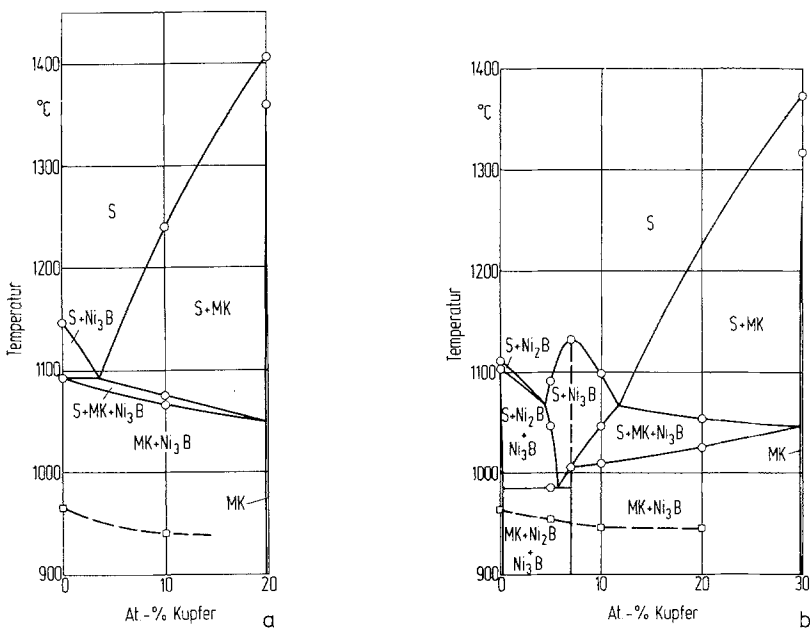 1400
°C
1300
1200
1100
1000
900
Temperatur
S
S+Ni₃B
S+MK
S+MK+Ni₃B
MK+Ni₃B
MK
0
10
20
At.-% Kupfer
a
1400
°C
1300
1200
1100
1000
900
Temperatur
S
S+Ni₂B
S+MK
S+Ni₃B
S+Ni₂B
+
Ni₃B
S+MK+Ni₃B
MK
MK+Ni₃B
MK+Ni₂B
+
Ni₃B
0
10
20
30
At.-% Kupfer
b